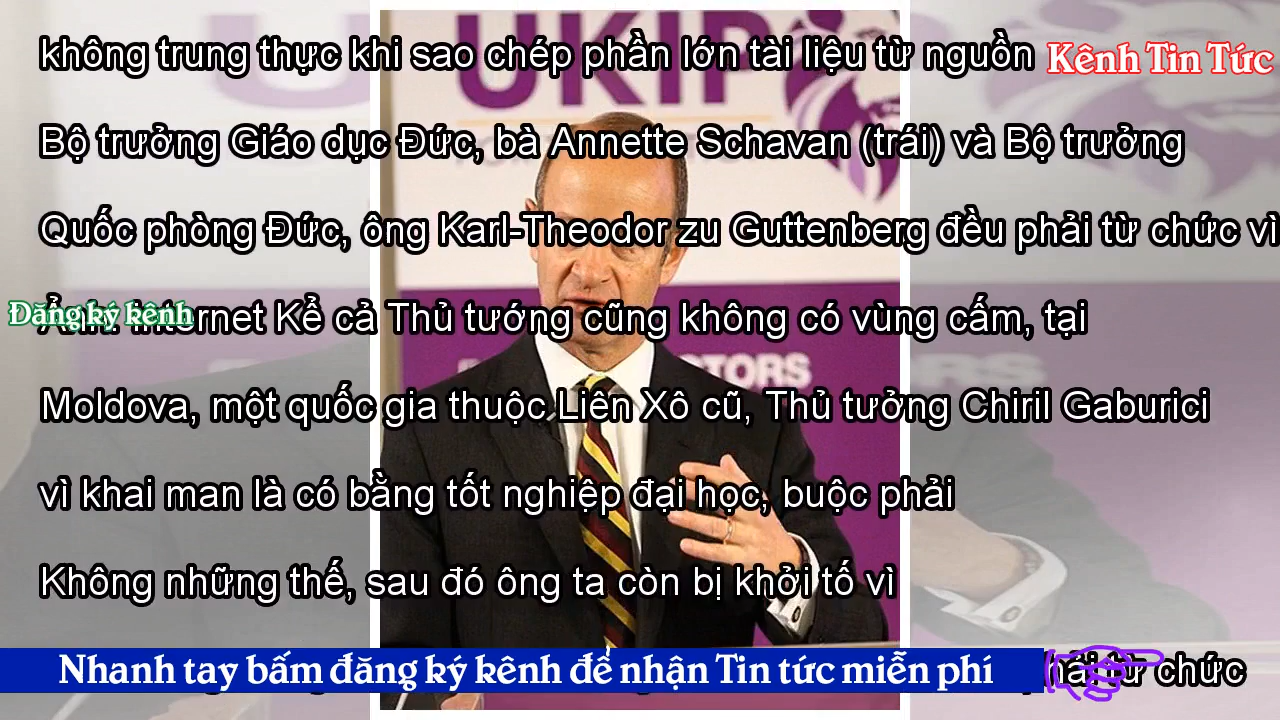 UKIP
không trung thực khi sao chép phần lớn tài liệu từ nguồn
Kênh Tin Tức
Bộ trưởng Giáo dục Đức, bà Annette Schavan (trái) và Bộ trưởng
Quốc phòng Đức, ông Karl-Theodor zu Guttenberg đều phải từ chức vì
Đăng ký kênh
Ảnh: internet Kể cả Thủ tướng cũng không có vùng cấm, tại
Moldova, một quốc gia thuộc Liên Xô cũ, Thủ tưởng Chiril Gaburici
vì khai man là có bằng tốt nghiệp đại học, buộc phải
Không những thế, sau đó ông ta còn bị khởi tố vì
Nhanh tay bấm đăng ký kênh để nhận Tin tức miễn phí
phải từ chức